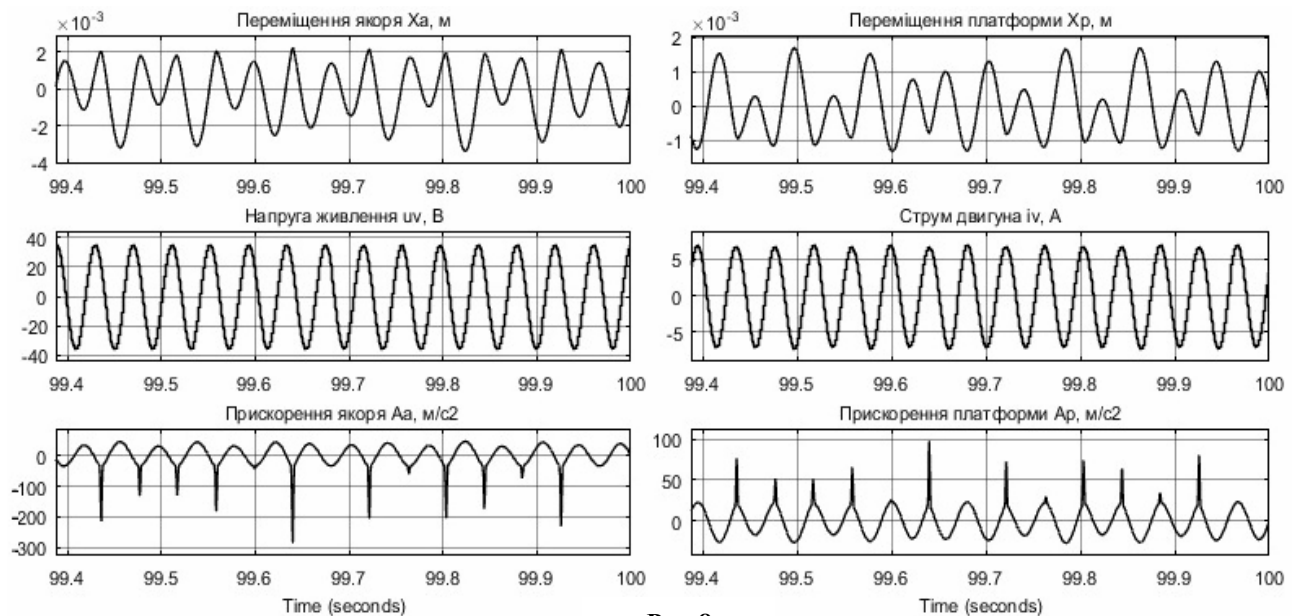 ×10⁻³ Переміщення якоря Xa, м
2
0
-2
-4
99.4 99.5 99.6 99.7 99.8 99.9 100
×10⁻³ Переміщення платформи Xp, м
2
1
0
-1
99.4 99.5 99.6 99.7 99.8 99.9 100
Напруга живлення uv, В
40
20
0
-20
-40
99.4 99.5 99.6 99.7 99.8 99.9 100
Струм двигуна iv, А
5
0
-5
99.4 99.5 99.6 99.7 99.8 99.9 100
Прискорення якоря Aa, м/с2
0
-100
-200
-300
99.4 99.5 99.6 99.7 99.8 99.9 100
Time (seconds)
Прискорення платформи Ap, м/с2
100
50
0
99.4 99.5 99.6 99.7 99.8 99.9 100
Time (seconds)